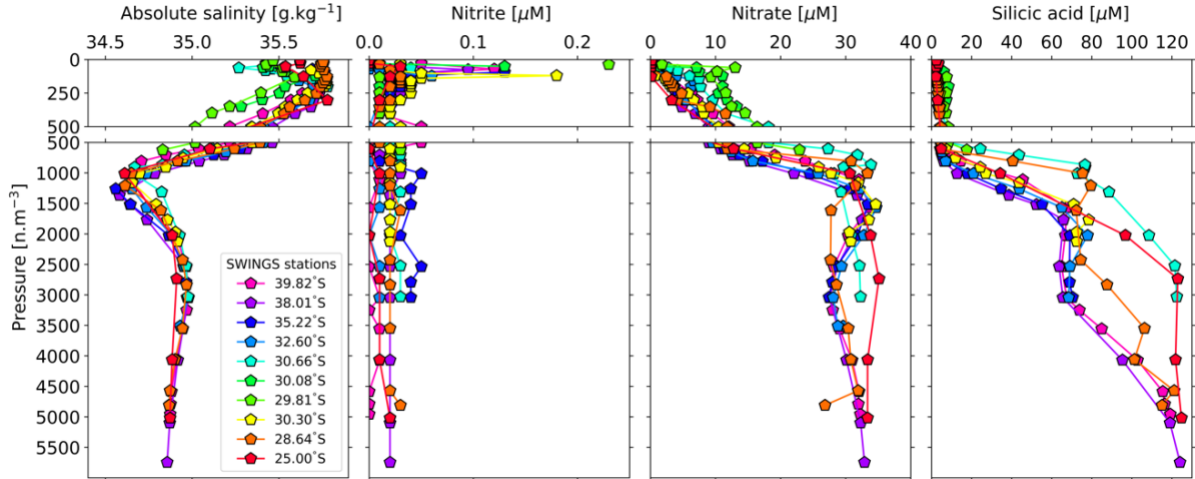 Absolute salinity [g.kg⁻¹] Nitrite [μM] Nitrate [μM] Silicic acid [μM]
34.5 35.0 35.5 0.0 0.1 0.2 0 10 20 30 40 0 20 40 60 80 100 120
0
250
500
500
1000
1500
2000
2500
3000
3500
4000
4500
5000
5500
Pressure [n.m⁻³]
SWINGS stations
39.82°S
38.01°S
35.22°S
32.60°S
30.66°S
30.08°S
29.81°S
30.30°S
28.64°S
25.00°S